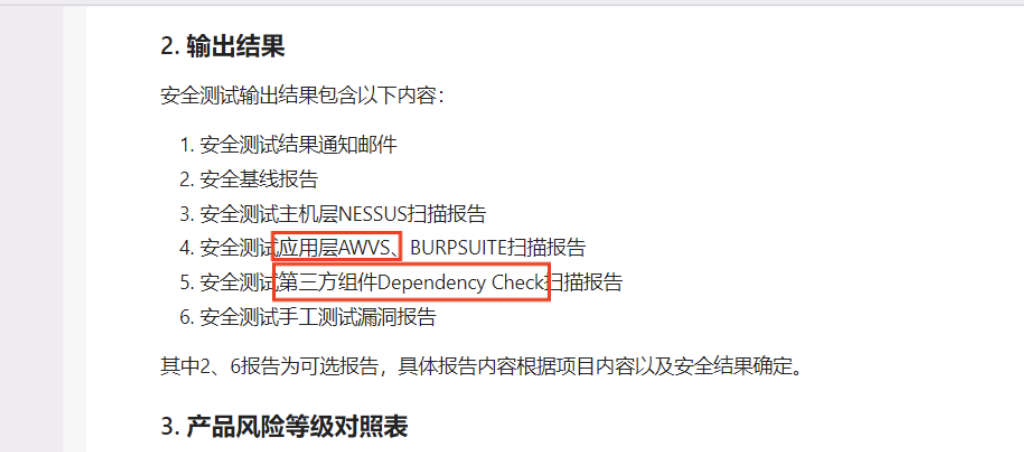 2. 输出结果
安全测试输出结果包含以下内容：
1. 安全测试结果通知邮件
2. 安全基线报告
3. 安全测试主机层NESSUS扫描报告
4. 安全测试应用层AWVS、BURPSUITE扫描报告
5. 安全测试第三方组件Dependency Check扫描报告
6. 安全测试手工测试漏洞报告
其中2、6报告为可选报告，具体报告内容根据项目内容以及安全结果确定。
3. 产品风险等级对照表